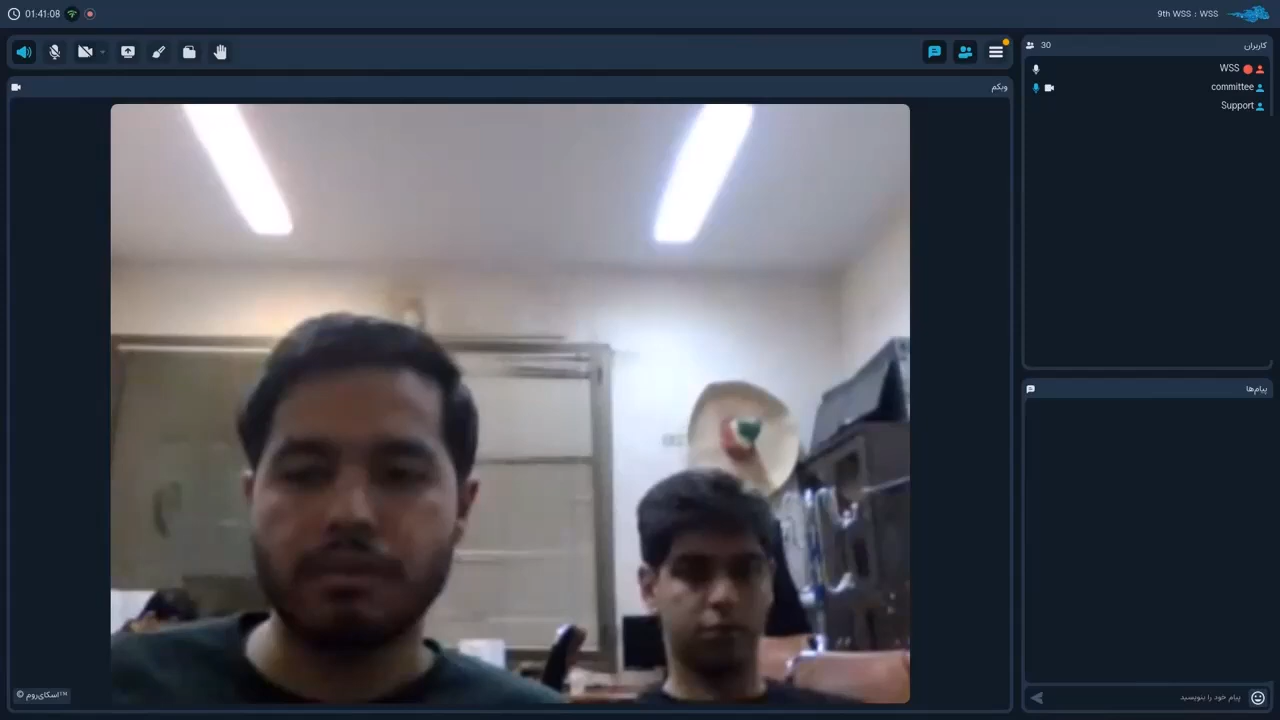 01:41:08
9th WSS : WSS
وبکم
کاربران
30
WSS
committee
Support
پیام‌ها
پیام خود را بنویسید
اسکای‌روم™ ©